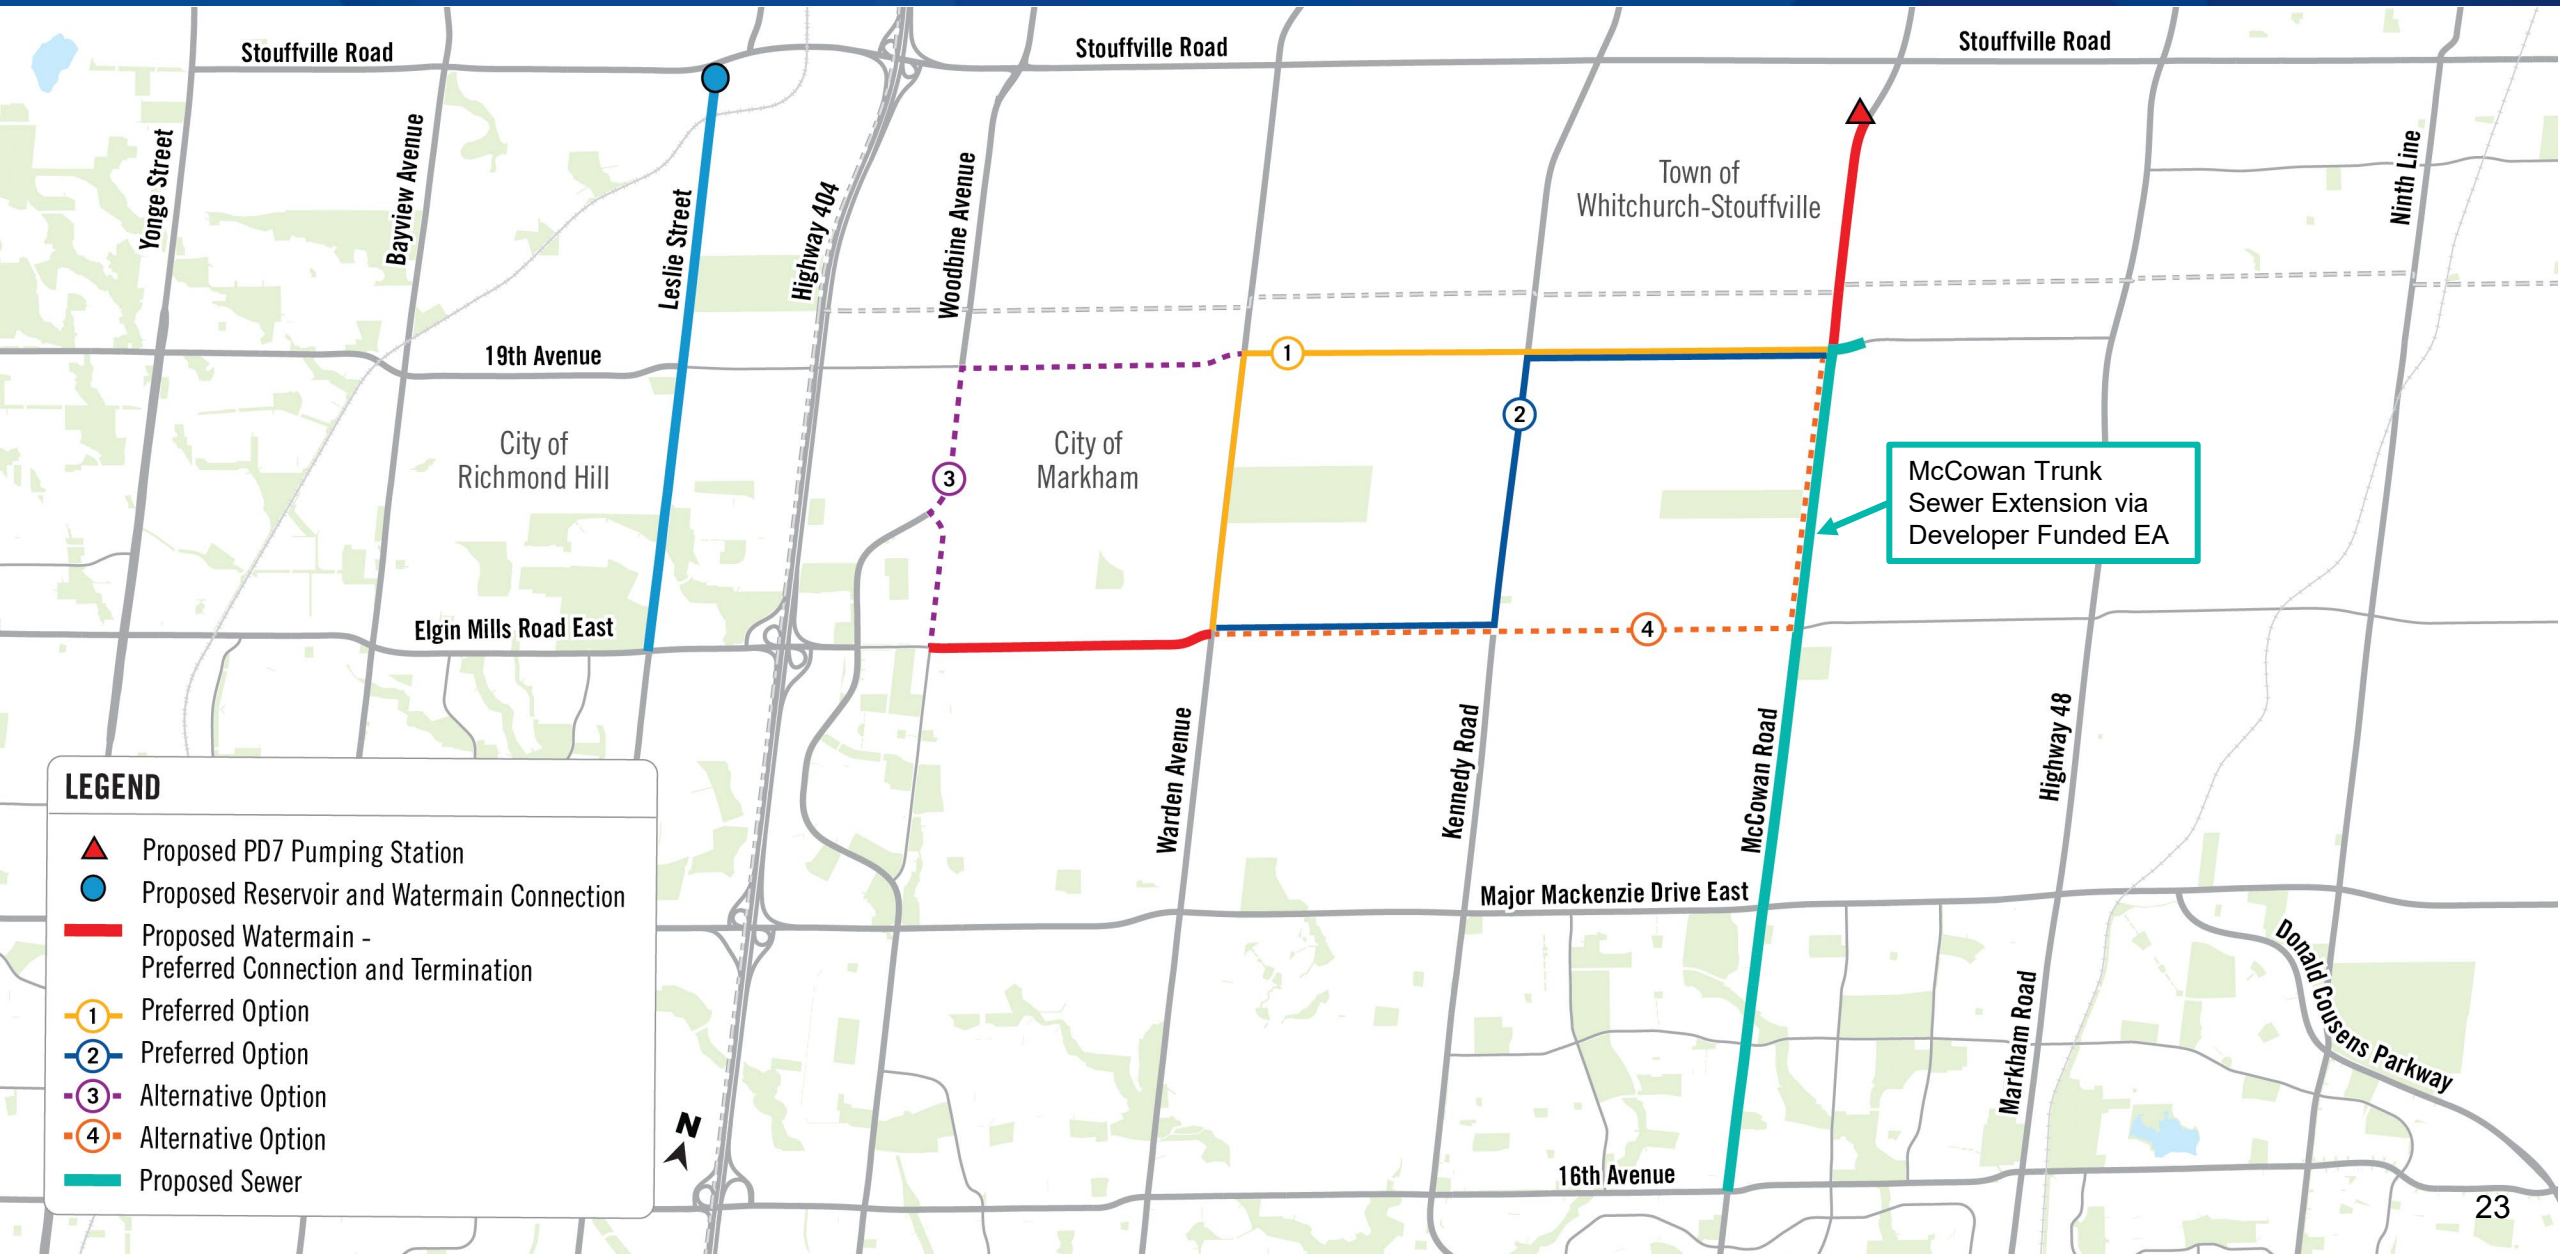 Stouffville Road
Stouffville Road
Stouffville Road
Yonge Street
Bayview Avenue
Leslie Street
Highway 404
Woodbine Avenue
Town of
Whitchurch-Stouffville
Ninth Line
19th Avenue
1
2
3
4
City of
Richmond Hill
City of
Markham
McCowan Trunk
Sewer Extension via
Developer Funded EA
Elgin Mills Road East
Warden Avenue
Kennedy Road
McCowan Road
Highway 48
Major Mackenzie Drive East
Markham Road
Donald Cousens Parkway
16th Avenue
N
LEGEND
Proposed PD7 Pumping Station
Proposed Reservoir and Watermain Connection
Proposed Watermain -
Preferred Connection and Termination
1 Preferred Option
2 Preferred Option
3 Alternative Option
4 Alternative Option
Proposed Sewer
23